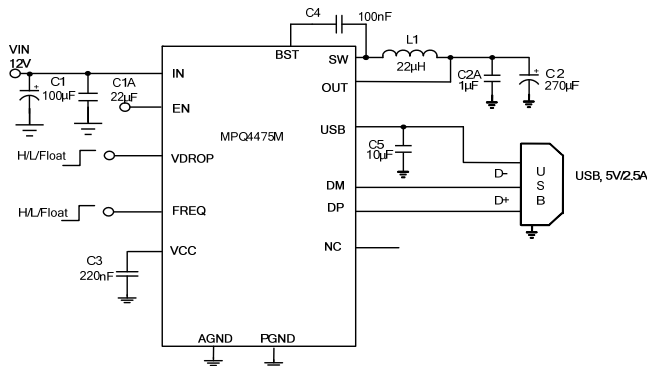 C4
100nF
VIN
12V
BST
SW
L1
22µH
IN
OUT
C1
100µF
C1A
22µF
C2A
1µF
C2
270µF
EN
USB
MPQ4475M
C5
10µF
H/L/Float
VDROP
D-
DM
USB
USB, 5V/2.5A
H/L/Float
FREQ
D+
DP
VCC
NC
C3
220nF
AGND
PGND